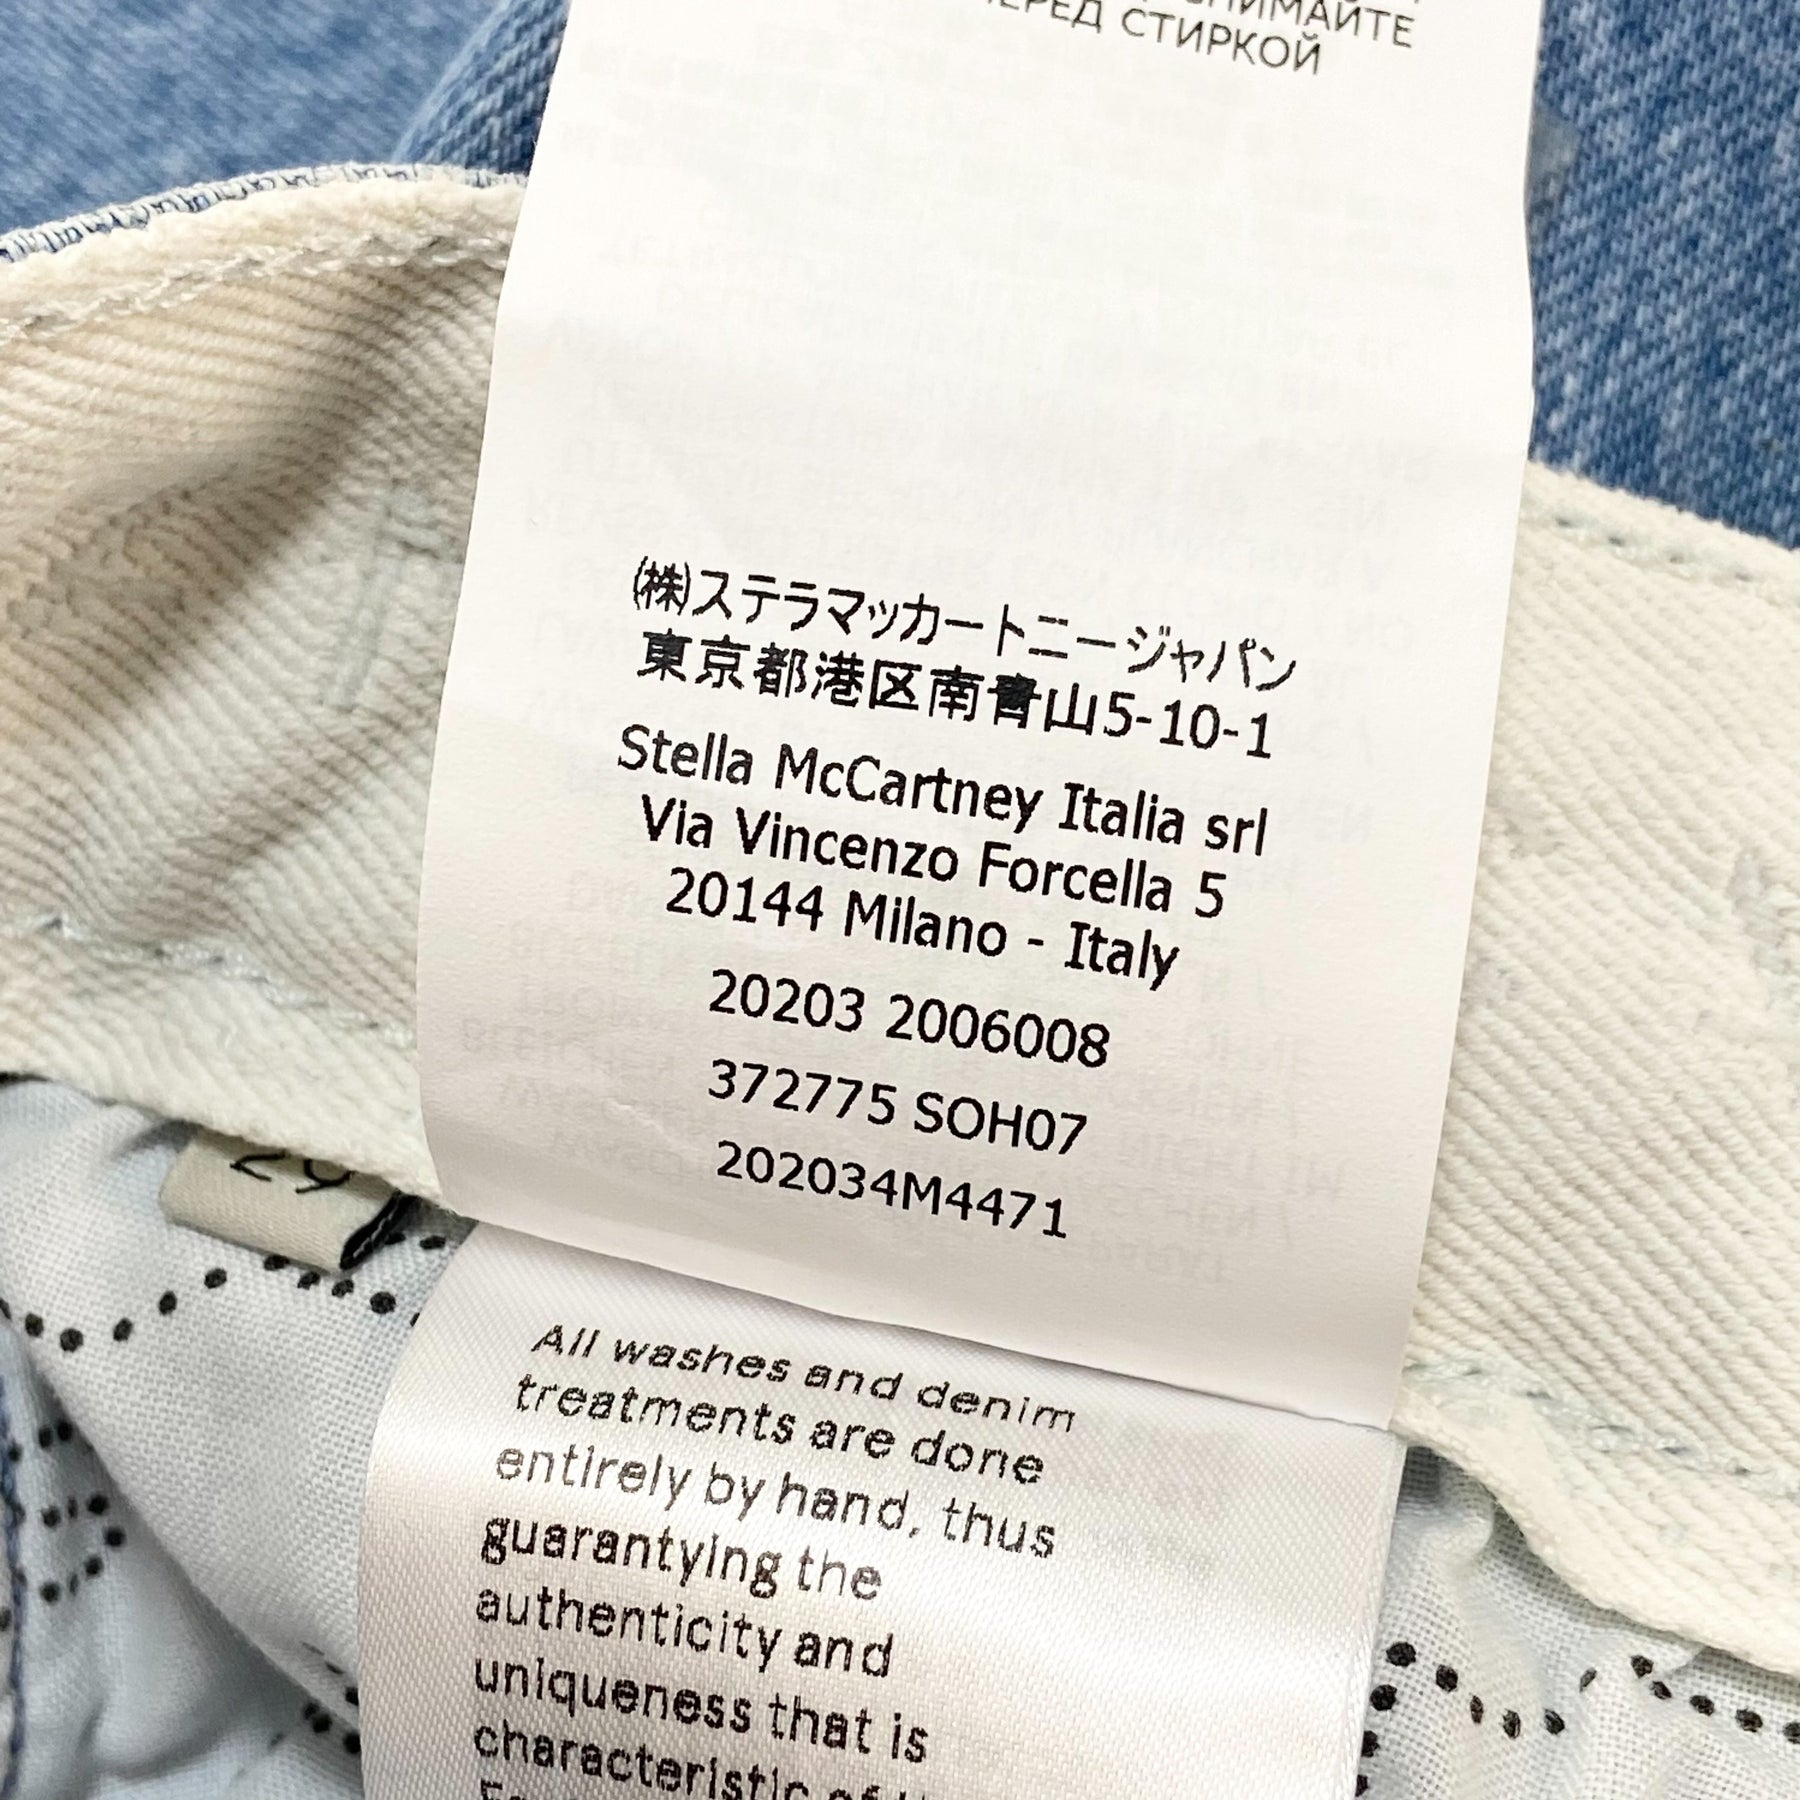 СТИРКОЙ
㈱ステラマッカートニージャパン
東京都港区南青山5-10-1
Stella McCartney Italia srl
Via Vincenzo Forcella 5
20144 Milano - Italy
20203 2006008
372775 SOH07
202034M4471
29
All washes and denim
treatments are done
entirely by hand, thus
guarantying the
authenticity and
uniqueness that is
characteristic of